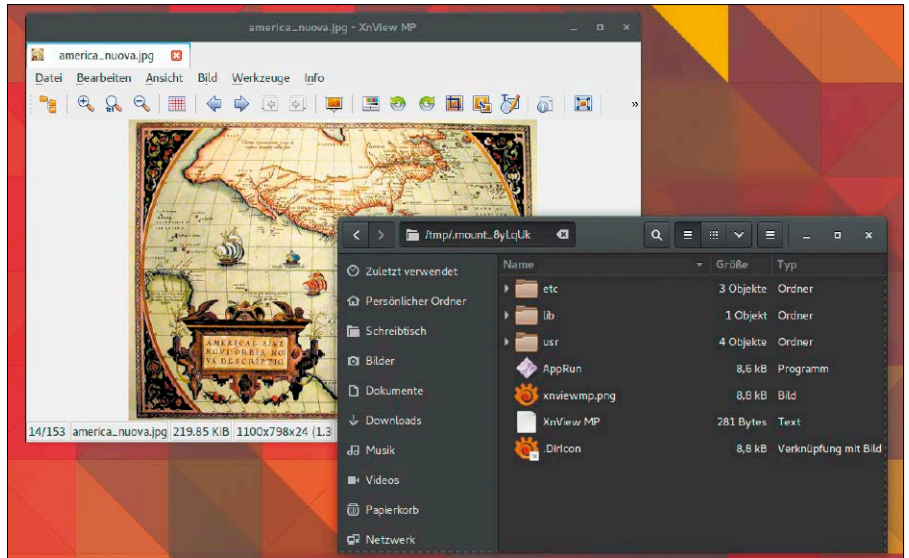 america_nuova.jpg - XnView MP
america_nuova.jpg
Datei Bearbeiten Ansicht Bild Werkzeuge Info
»
AMERICAE SIVE
NOVI ORBIS, NO-
VA DESCRIPTIO
14/153 america_nuova.jpg 219.85 KiB 1100x798x24 (1.3
/tmp/.mount_8yLqUk
Zuletzt verwendet
Persönlicher Ordner
Schreibtisch
Bilder
Dokumente
Downloads
Musik
Videos
Papierkorb
Netzwerk
Name Größe Typ
etc 3 Objekte Ordner
lib 1 Objekt Ordner
usr 4 Objekte Ordner
AppRun 8,6 kB Programm
xnviewmp.png 8,8 kB Bild
XnView MP 281 Bytes Text
.DirIcon 8,8 kB Verknüpfung mit Bild